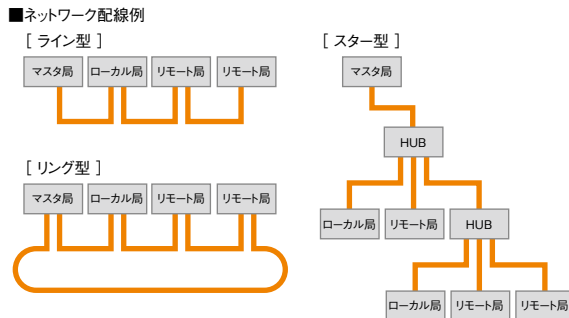 ■ネットワーク配線例
[ ライン型 ]
マスタ局 ローカル局 リモート局 リモート局
[ リング型 ]
マスタ局 ローカル局 リモート局 リモート局
[ スター型 ]
マスタ局
HUB
ローカル局 リモート局 HUB
ローカル局 リモート局 リモート局